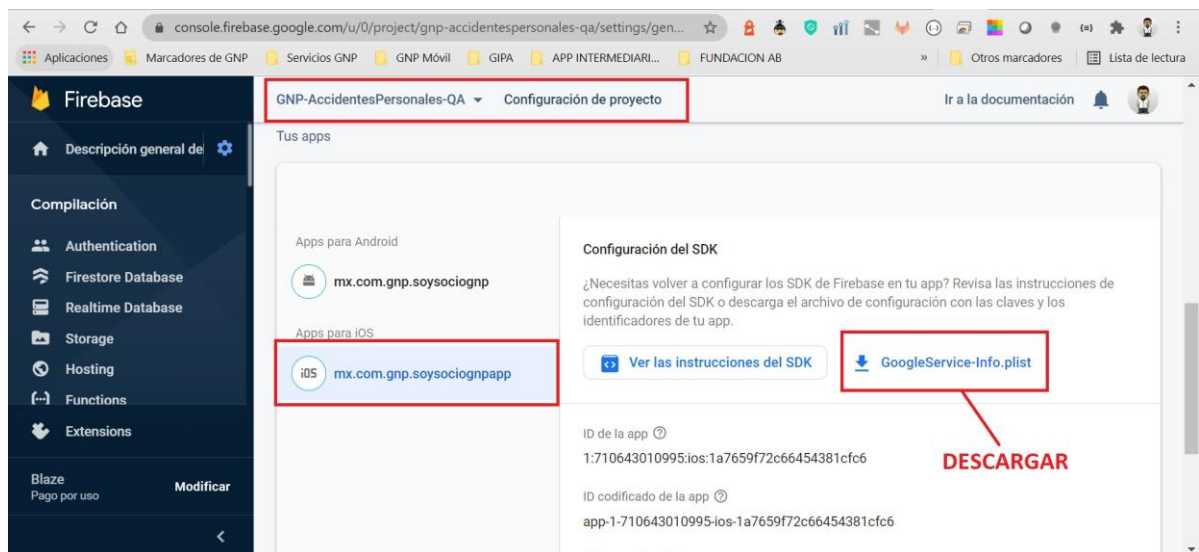 console.firebase.google.com/u/0/project/gnp-accidentespersonales-qa/settings/gen...
Aplicaciones Marcadores de GNP Servicios GNP GNP Móvil GIPA APP INTERMEDIARI... FUNDACION AB » Otros marcadores Lista de lectura
Firebase
GNP-AccidentesPersonales-QA Configuración de proyecto
Ir a la documentación
Descripción general de
Compilación
Authentication
Firestore Database
Realtime Database
Storage
Hosting
Functions
Extensions
Blaze
Pago por uso
Modificar
Tus apps
Apps para Android
mx.com.gnp.soysociognp
Apps para iOS
iOS mx.com.gnp.soysociognpapp
Configuración del SDK
¿Necesitas volver a configurar los SDK de Firebase en tu app? Revisa las instrucciones de
configuración del SDK o descarga el archivo de configuración con las claves y los
identificadores de tu app.
Ver las instrucciones del SDK
GoogleService-Info.plist
DESCARGAR
ID de la app
1:710643010995:ios:1a7659f72c66454381cfc6
ID codificado de la app
app-1-710643010995-ios-1a7659f72c66454381cfc6